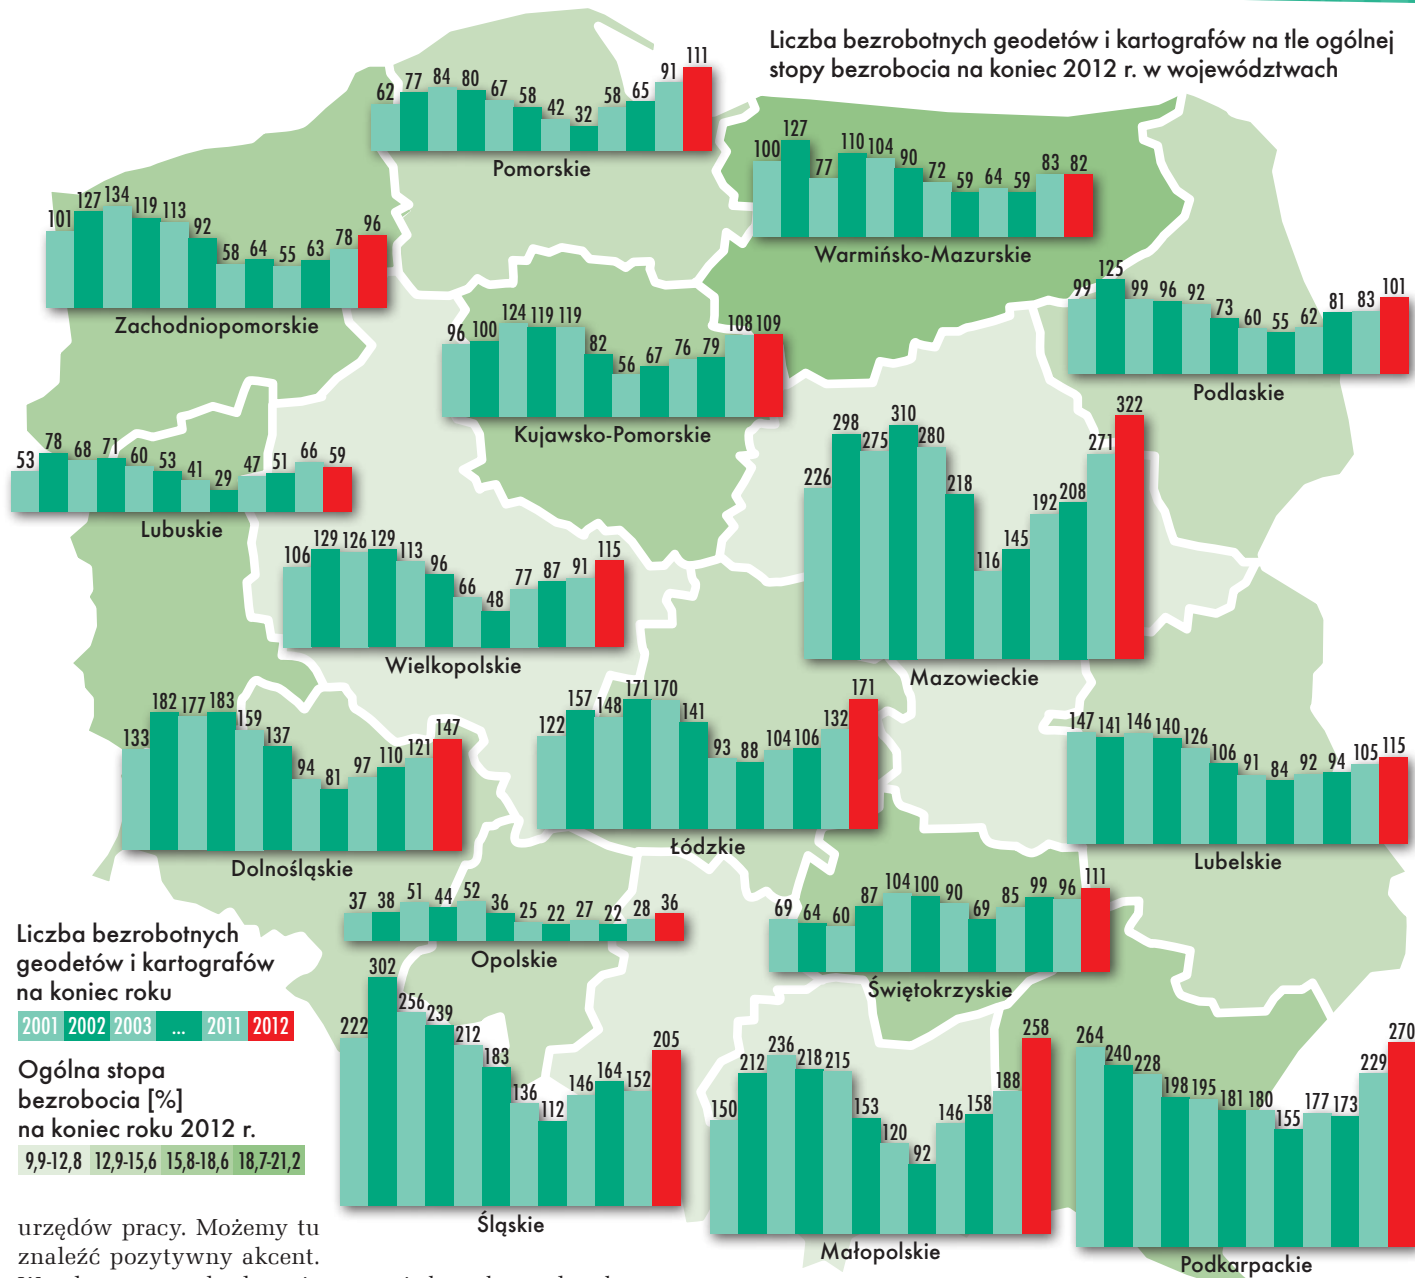 Liczba bezrobotnych geodetów i kartografów na tle ogólnej
stopy bezrobocia na koniec 2012 r. w województwach
62 77 84 80 67 58 42 32 58 65 91 111
Pomorskie
100 127 77 110 104 90 72 59 64 59 83 82
Warmińsko-Mazurskie
101 127 134 119 113 92 58 64 55 63 78 96
Zachodniopomorskie
99 125 99 96 92 73 60 55 62 81 83 101
Podlaskie
96 100 124 119 119 82 56 67 76 79 108 109
Kujawsko-Pomorskie
53 78 68 71 60 53 41 29 47 51 66 59
Lubuskie
226 298 275 310 280 218 116 145 192 208 271 322
Mazowieckie
106 129 126 129 113 96 66 48 77 87 91 115
Wielkopolskie
133 182 177 183 159 137 94 81 97 110 121 147
Dolnośląskie
122 157 148 171 170 141 93 88 104 106 132 171
Łódzkie
147 141 146 140 126 106 91 84 92 94 105 115
Lubelskie
37 38 51 44 52 36 25 22 27 22 28 36
Opolskie
69 64 60 87 104 100 90 69 85 99 96 111
Świętokrzyskie
Liczba bezrobotnych
geodetów i kartografów
na koniec roku
2001 2002 2003 ... 2011 2012
Ogólna stopa
bezrobocia [%]
na koniec roku 2012 r.
9,9-12,8 12,9-15,6 15,8-18,6 18,7-21,2
222 302 256 239 212 183 136 112 146 164 152 205
Śląskie
150 212 236 218 215 153 120 92 146 158 188 258
Małopolskie
264 240 228 198 195 181 180 155 177 173 229 270
Podkarpackie
urzędów pracy. Możemy tu
znaleźć pozytywny akcent.